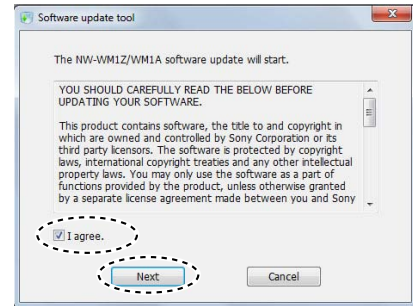 Software update tool
The NW-WM1Z/WM1A software update will start.
YOU SHOULD CAREFULLY READ THE BELOW BEFORE
UPDATING YOUR SOFTWARE.
This product contains software, the title to and copyright in
which are owned and controlled by Sony Corporation or its
third party licensors. The software is protected by copyright
laws, international copyright treaties and any other intellectual
property laws. You may only use the software as a part of
functions provided by the product, unless otherwise granted
by a separate license agreement made between you and Sony
I agree.
Next
Cancel